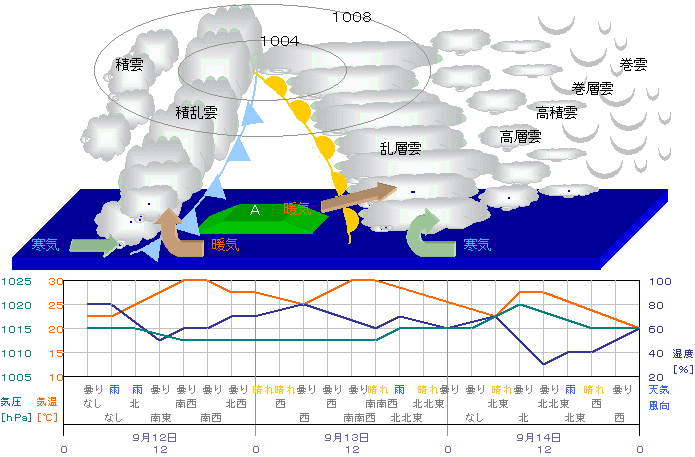 1008
1004
積雲
巻雲
巻層雲
積乱雲
高積雲
高層雲
乱層雲
A
暖気
寒気
暖気
寒気
1025 30 100
1020 25 80
1015 20 60
1010 15 40
1005 10 20
湿度
[%]
曇り 雨 雨 曇り 曇り 曇り 曇り 晴れ 晴れ 曇り 曇り 曇り 晴れ 雨 晴れ 曇り 曇り 晴れ 曇り 曇り 雨 晴れ 曇り
天気
気圧 気温 なし 北 南西 北西 西 西 南南西 北北東 北東 北東 北北東 西
風向
[hPa] [℃] なし 南東 南西 西 南南西 北北西 なし 北 北東 西
9月12日 9月13日 9月14日
0 12 0 12 0 12 0